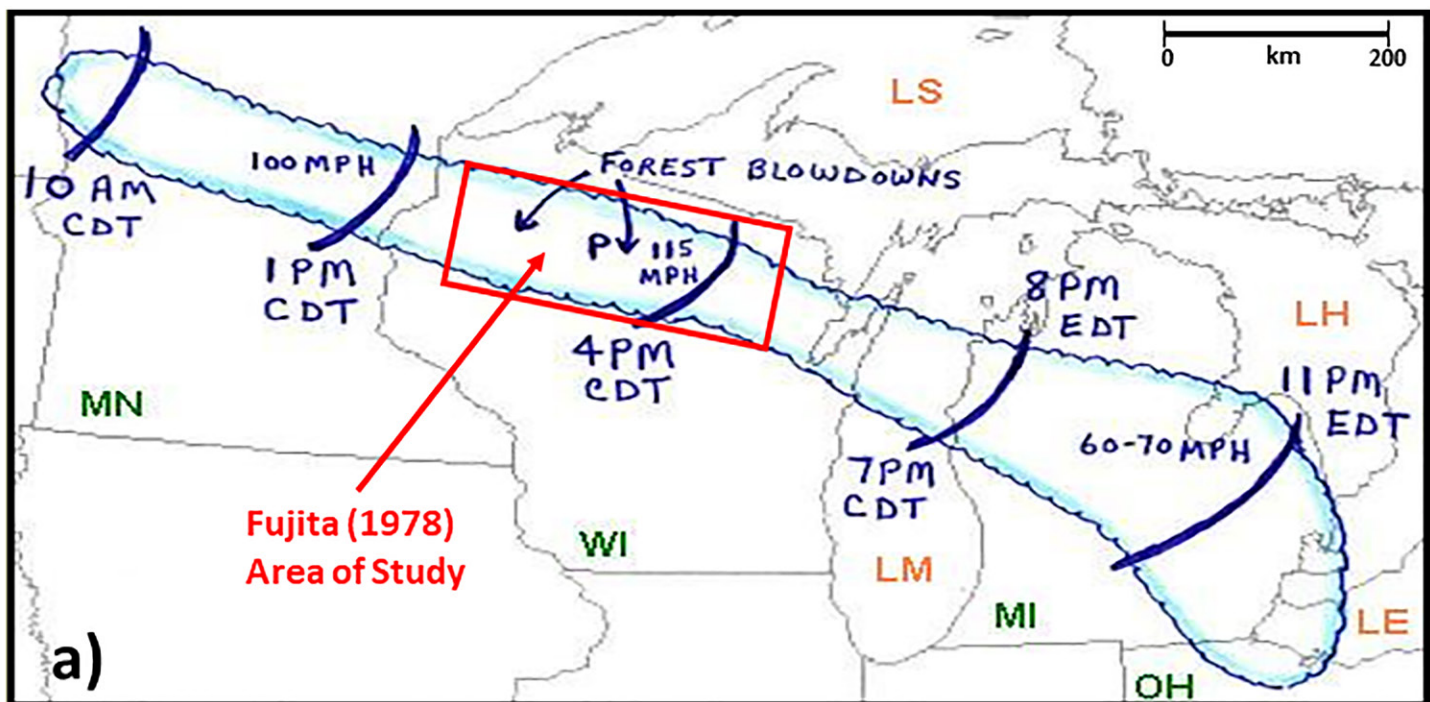 0 km 200
LS
FOREST BLOWDOWNS
100 MPH
10 AM
CDT
P 115
MPH
1 PM
CDT
8 PM
EDT
LH
4 PM
CDT
11 PM
EDT
MN
60-70 MPH
7 PM
CDT
Fujita (1978)
Area of Study
WI
LM
MI
LE
a)
OH